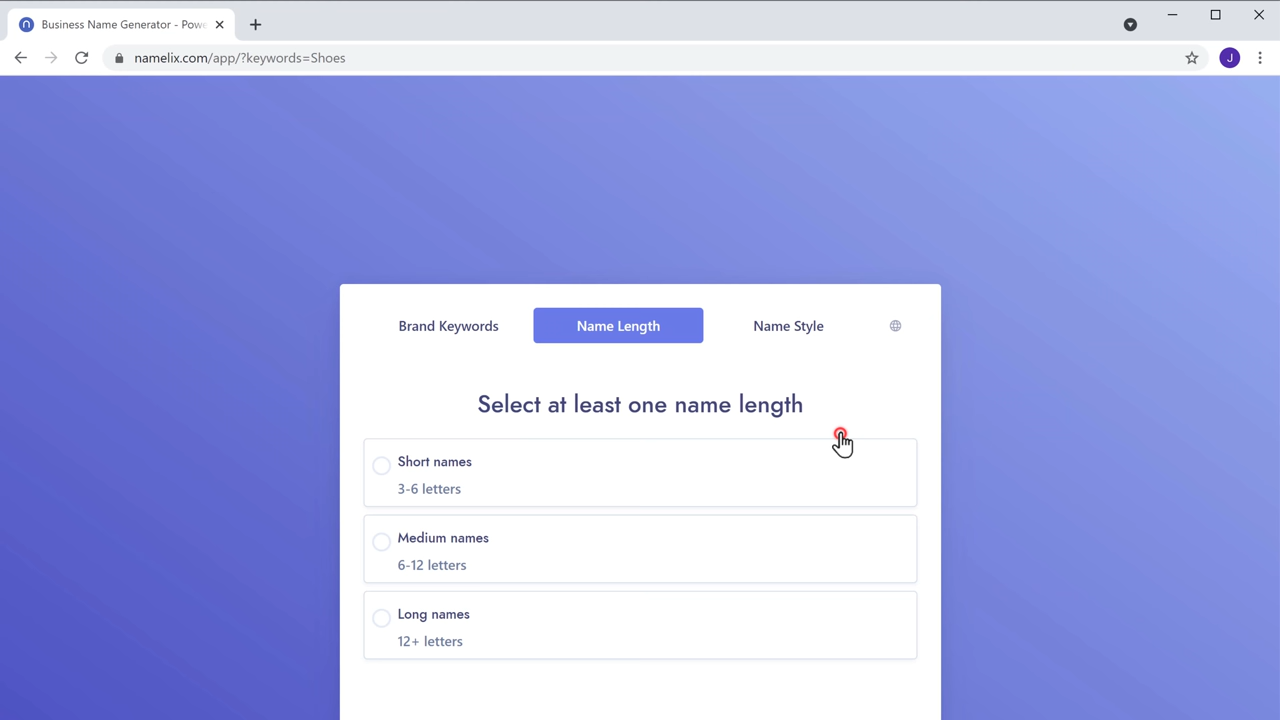 Business Name Generator - Powe
namelix.com/app/?keywords=Shoes
J
Brand Keywords
Name Length
Name Style
Select at least one name length
Short names
3-6 letters
Medium names
6-12 letters
Long names
12+ letters